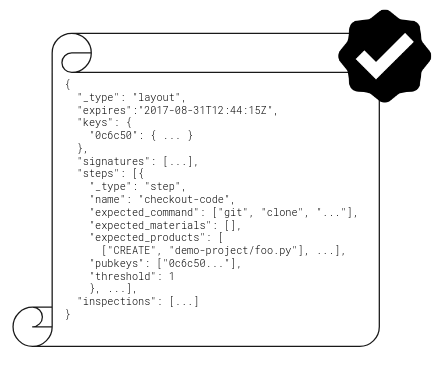 {
  "_type": "layout",
  "expires":"2017-08-31T12:44:15Z",
  "keys": {
    "0c6c50": { ... }
  },
  "signatures": [...],
  "steps": [{
    "_type": "step",
    "name": "checkout-code",
    "expected_command": ["git", "clone", "..."],
    "expected_materials": [],
    "expected_products": [
      ["CREATE", "demo-project/foo.py"], ...],
    "pubkeys": ["0c6c50..."],
    "threshold": 1
    }, ...],
  "inspections": [...]
}